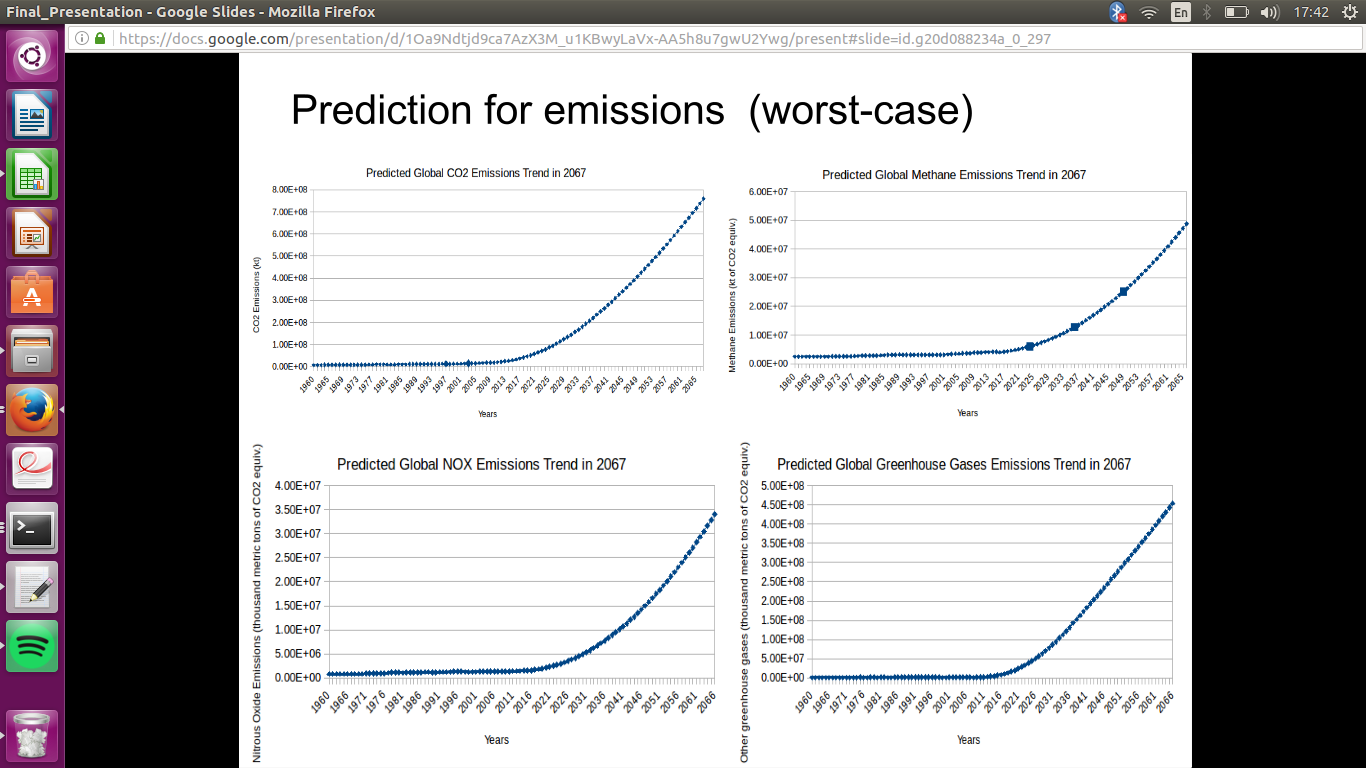 Final_Presentation - Google Slides - Mozilla Firefox
En
17:42
https://docs.google.com/presentation/d/1Oa9Ndtjd9ca7AzX3M_u1KBwyLaVx-AA5h8u7gwU2Ywg/present#slide=id.g20d088234a_0_297
Prediction for emissions (worst-case)
Predicted Global CO2 Emissions Trend in 2067
CO2 Emissions (kt)
8.00E+08
7.00E+08
6.00E+08
5.00E+08
4.00E+08
3.00E+08
2.00E+08
1.00E+08
0.00E+00
1960 1965 1969 1973 1977 1981 1985 1989 1993 1997 2001 2005 2009 2013 2017 2021 2025 2029 2033 2037 2041 2045 2049 2053 2057 2061 2065
Years
Predicted Global Methane Emissions Trend in 2067
Methane Emissions (kt of CO2 equiv.)
6.00E+07
5.00E+07
4.00E+07
3.00E+07
2.00E+07
1.00E+07
0.00E+00
1960 1965 1969 1973 1977 1981 1985 1989 1993 1997 2001 2005 2009 2013 2017 2021 2025 2029 2033 2037 2041 2045 2049 2053 2057 2061 2065
Years
Predicted Global NOX Emissions Trend in 2067
Nitrous Oxide Emissions (thousand metric tons of CO2 equiv.)
4.00E+07
3.50E+07
3.00E+07
2.50E+07
2.00E+07
1.50E+07
1.00E+07
5.00E+06
0.00E+00
1960 1966 1971 1976 1981 1986 1991 1996 2001 2006 2011 2016 2021 2026 2031 2036 2041 2046 2051 2056 2061 2066
Years
Predicted Global Greenhouse Gases Emissions Trend in 2067
Other greenhouse gases (thousand metric tons of CO2 equiv.)
5.00E+08
4.50E+08
4.00E+08
3.50E+08
3.00E+08
2.50E+08
2.00E+08
1.50E+08
1.00E+08
5.00E+07
0.00E+00
1960 1966 1971 1976 1981 1986 1991 1996 2001 2006 2011 2016 2021 2026 2031 2036 2041 2046 2051 2056 2061 2066
Years